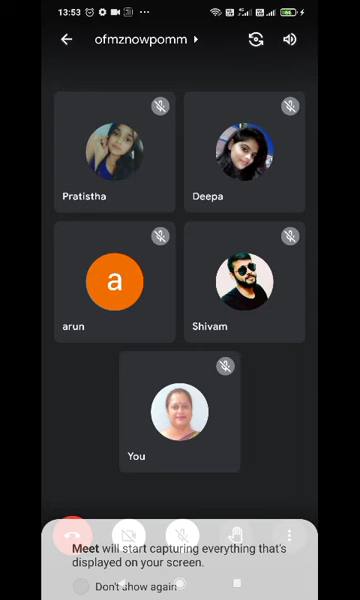 13:53
ofmznowpomm
Pratistha
Deepa
a
arun
Shivam
You
Meet will start capturing everything that's
displayed on your screen.
Don't show again